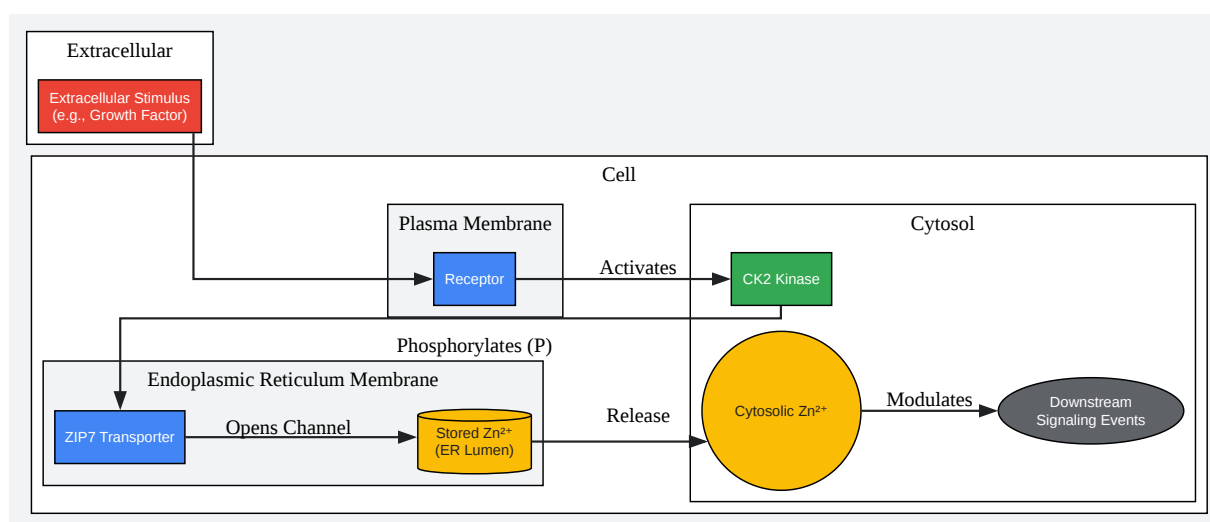 Extracellular
Extracellular Stimulus
(e.g., Growth Factor)
Cell
Plasma Membrane
Cytosol
Receptor
Activates
CK2 Kinase
Phosphorylates (P)
Endoplasmic Reticulum Membrane
ZIP7 Transporter
Opens Channel
Stored Zn²⁺
(ER Lumen)
Release
Cytosolic Zn²⁺
Modulates
Downstream
Signaling Events